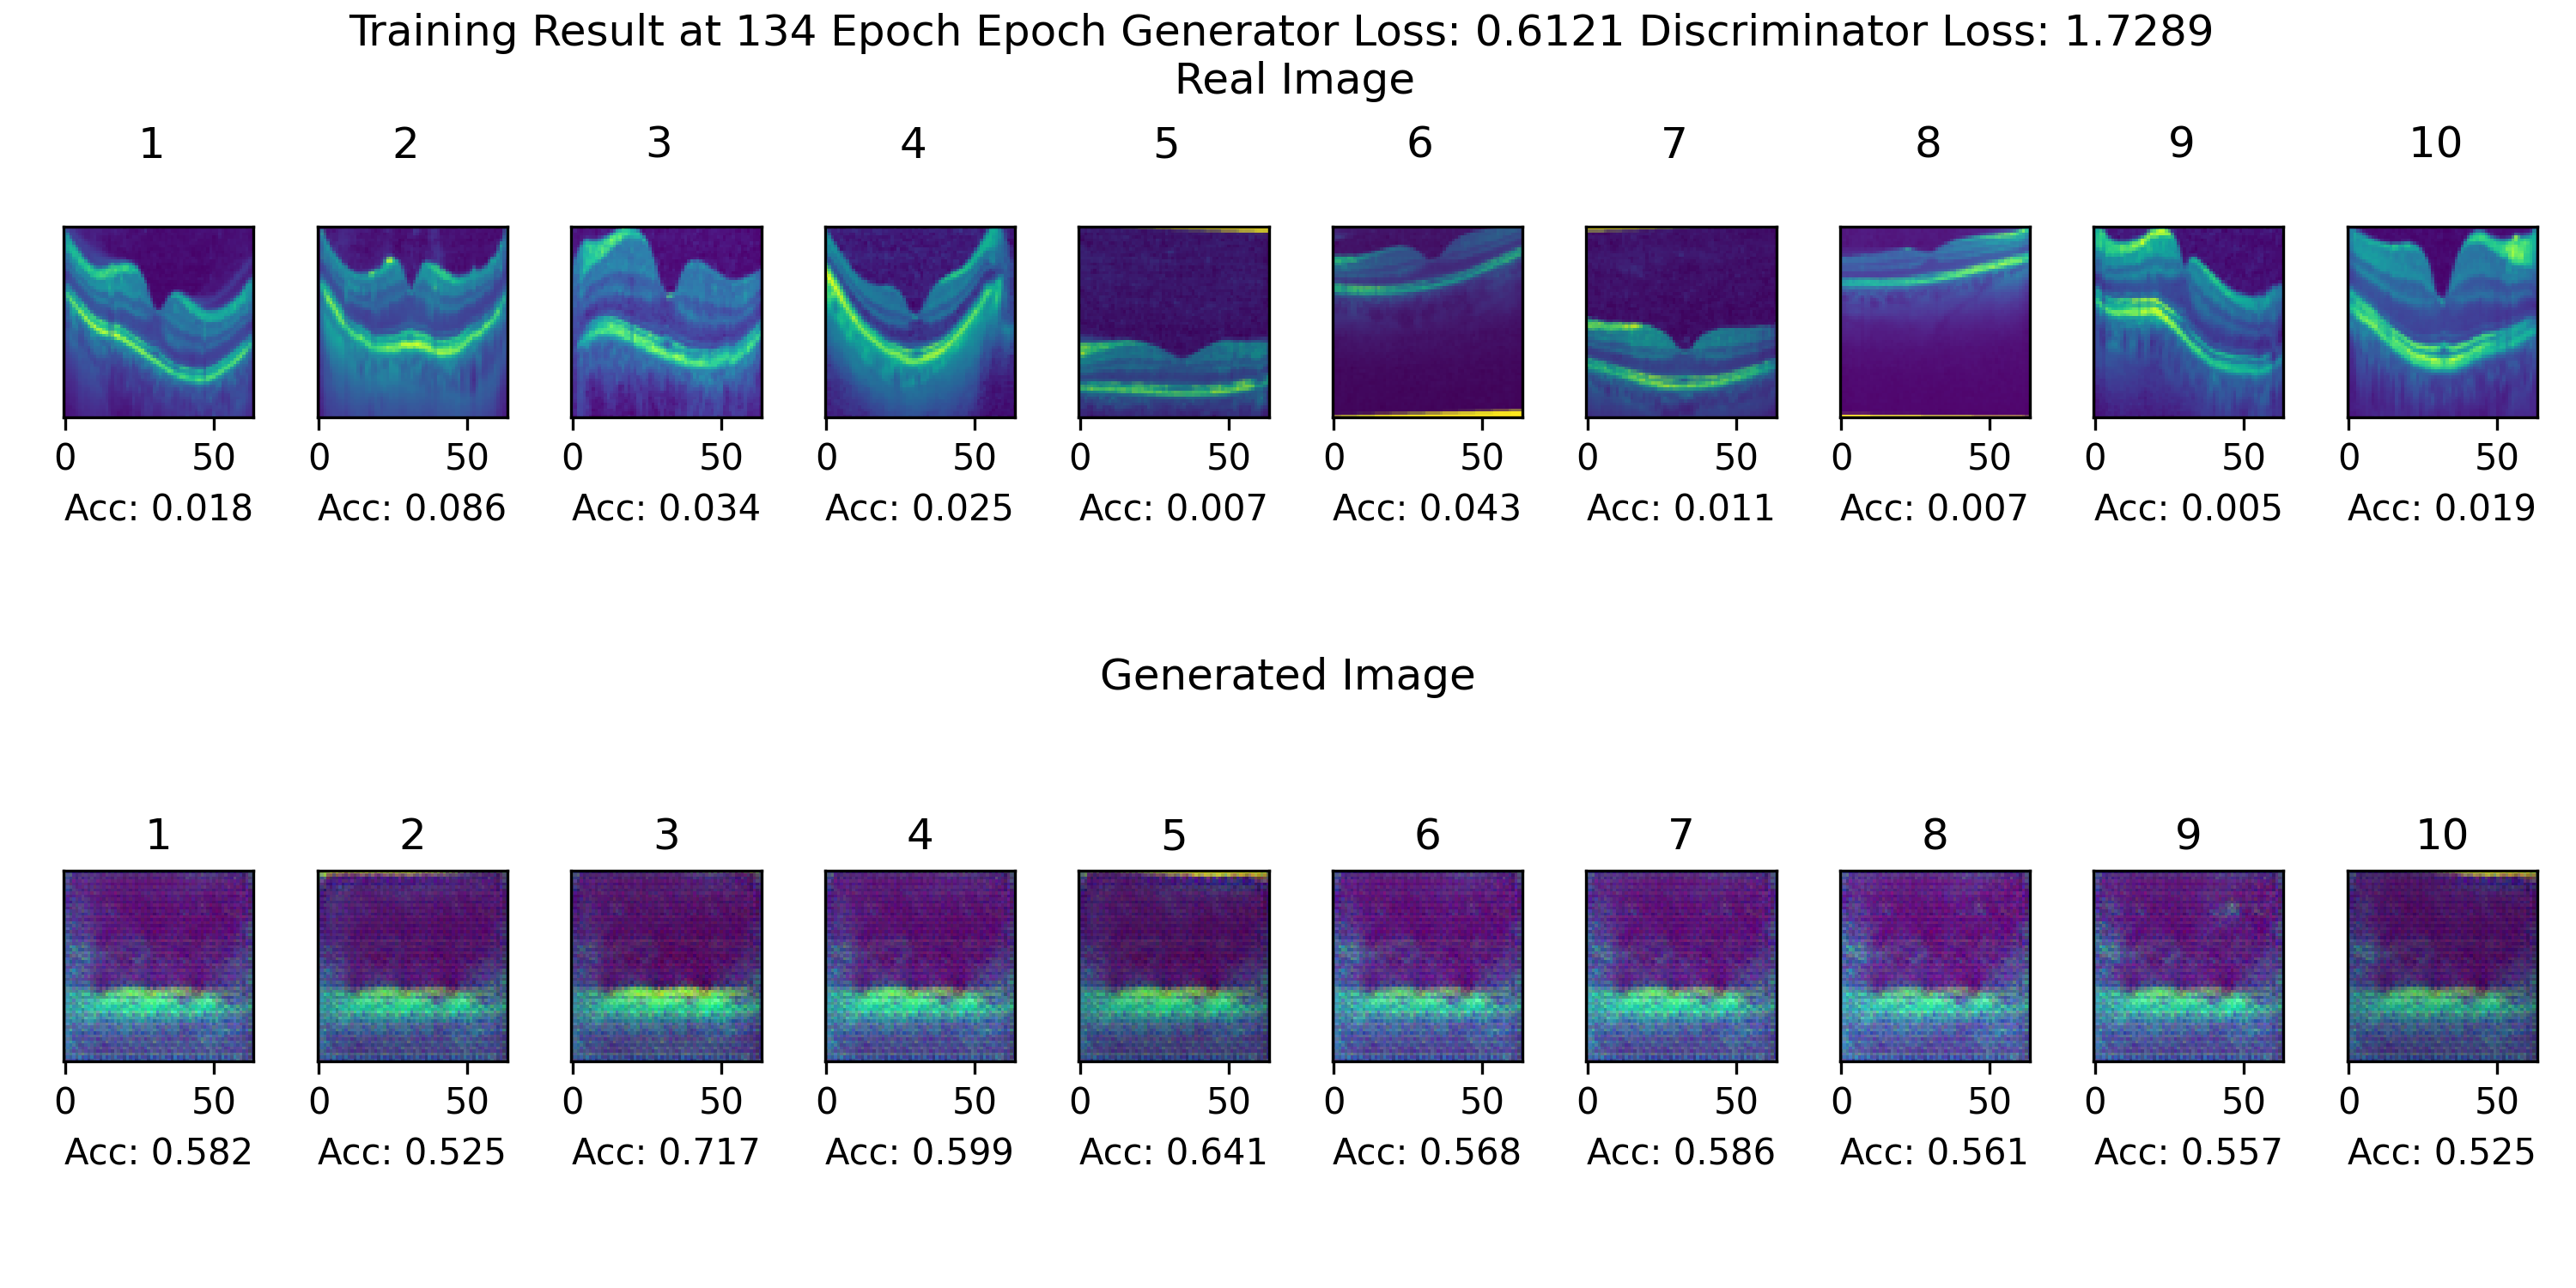 Training Result at 134 Epoch Epoch Generator Loss: 0.6121 Discriminator Loss: 1.7289
Real Image
1 2 3 4 5 6 7 8 9 10
0 50 0 50 0 50 0 50 0 50 0 50 0 50 0 50 0 50 0 50
Acc: 0.018 Acc: 0.086 Acc: 0.034 Acc: 0.025 Acc: 0.007 Acc: 0.043 Acc: 0.011 Acc: 0.007 Acc: 0.005 Acc: 0.019
Generated Image
1 2 3 4 5 6 7 8 9 10
0 50 0 50 0 50 0 50 0 50 0 50 0 50 0 50 0 50 0 50
Acc: 0.582 Acc: 0.525 Acc: 0.717 Acc: 0.599 Acc: 0.641 Acc: 0.568 Acc: 0.586 Acc: 0.561 Acc: 0.557 Acc: 0.525